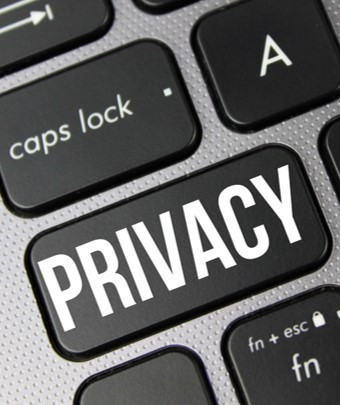 A
caps lock
PRIVACY
fn + esc
fn